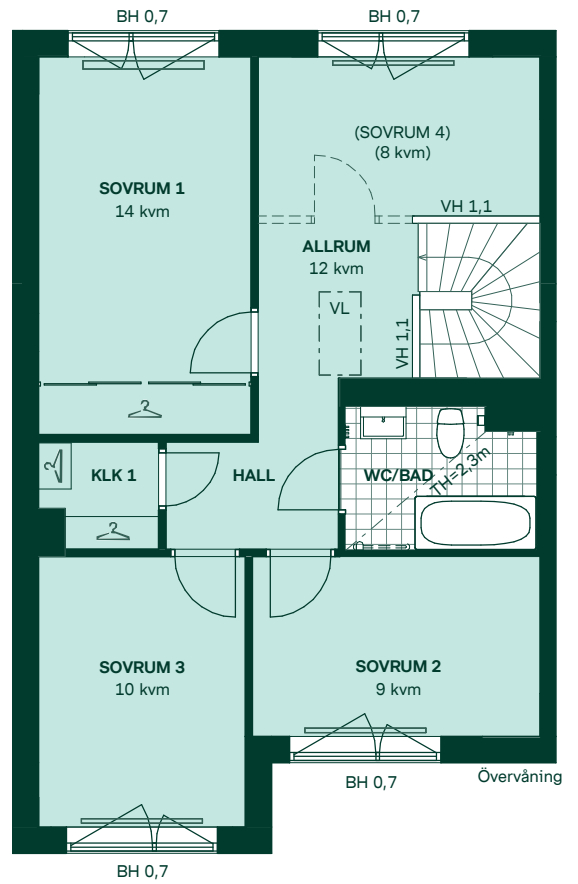 BH 0,7
BH 0,7
(SOVRUM 4)
(8 kvm)
SOVRUM 1
14 kvm
VH 1,1
ALLRUM
12 kvm
VL
VH 1,1
KLK 1
HALL
WC/BAD
TH=2,3m
SOVRUM 3
10 kvm
SOVRUM 2
9 kvm
BH 0,7
Övervåning
BH 0,7